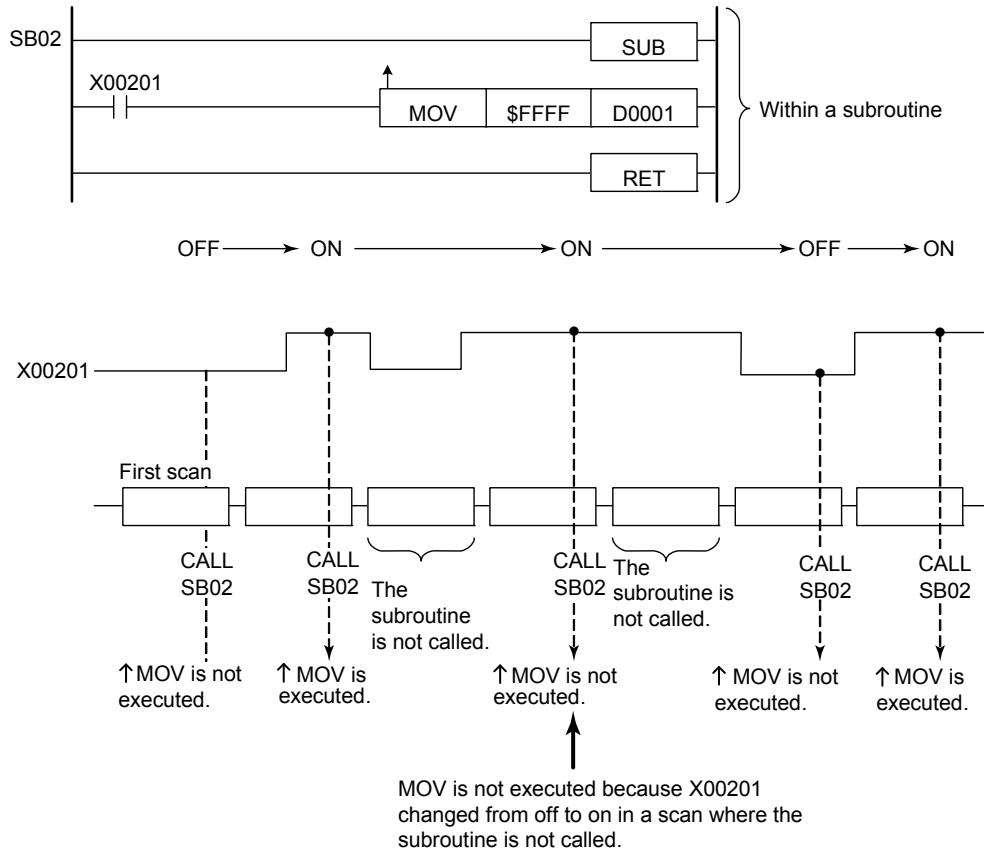 SB02
SUB
X00201
MOV $FFFF D0001
Within a subroutine
RET
OFF ON ON OFF ON
X00201
First scan
CALL
SB02
CALL
SB02
The
subroutine
is not called.
CALL
SB02
The
subroutine is
not called.
CALL
SB02
CALL
SB02
↑ MOV is not
executed.
↑ MOV is
executed.
↑ MOV is not
executed.
↑ MOV is not
executed.
↑ MOV is
executed.
MOV is not executed because X00201
changed from off to on in a scan where the
subroutine is not called.